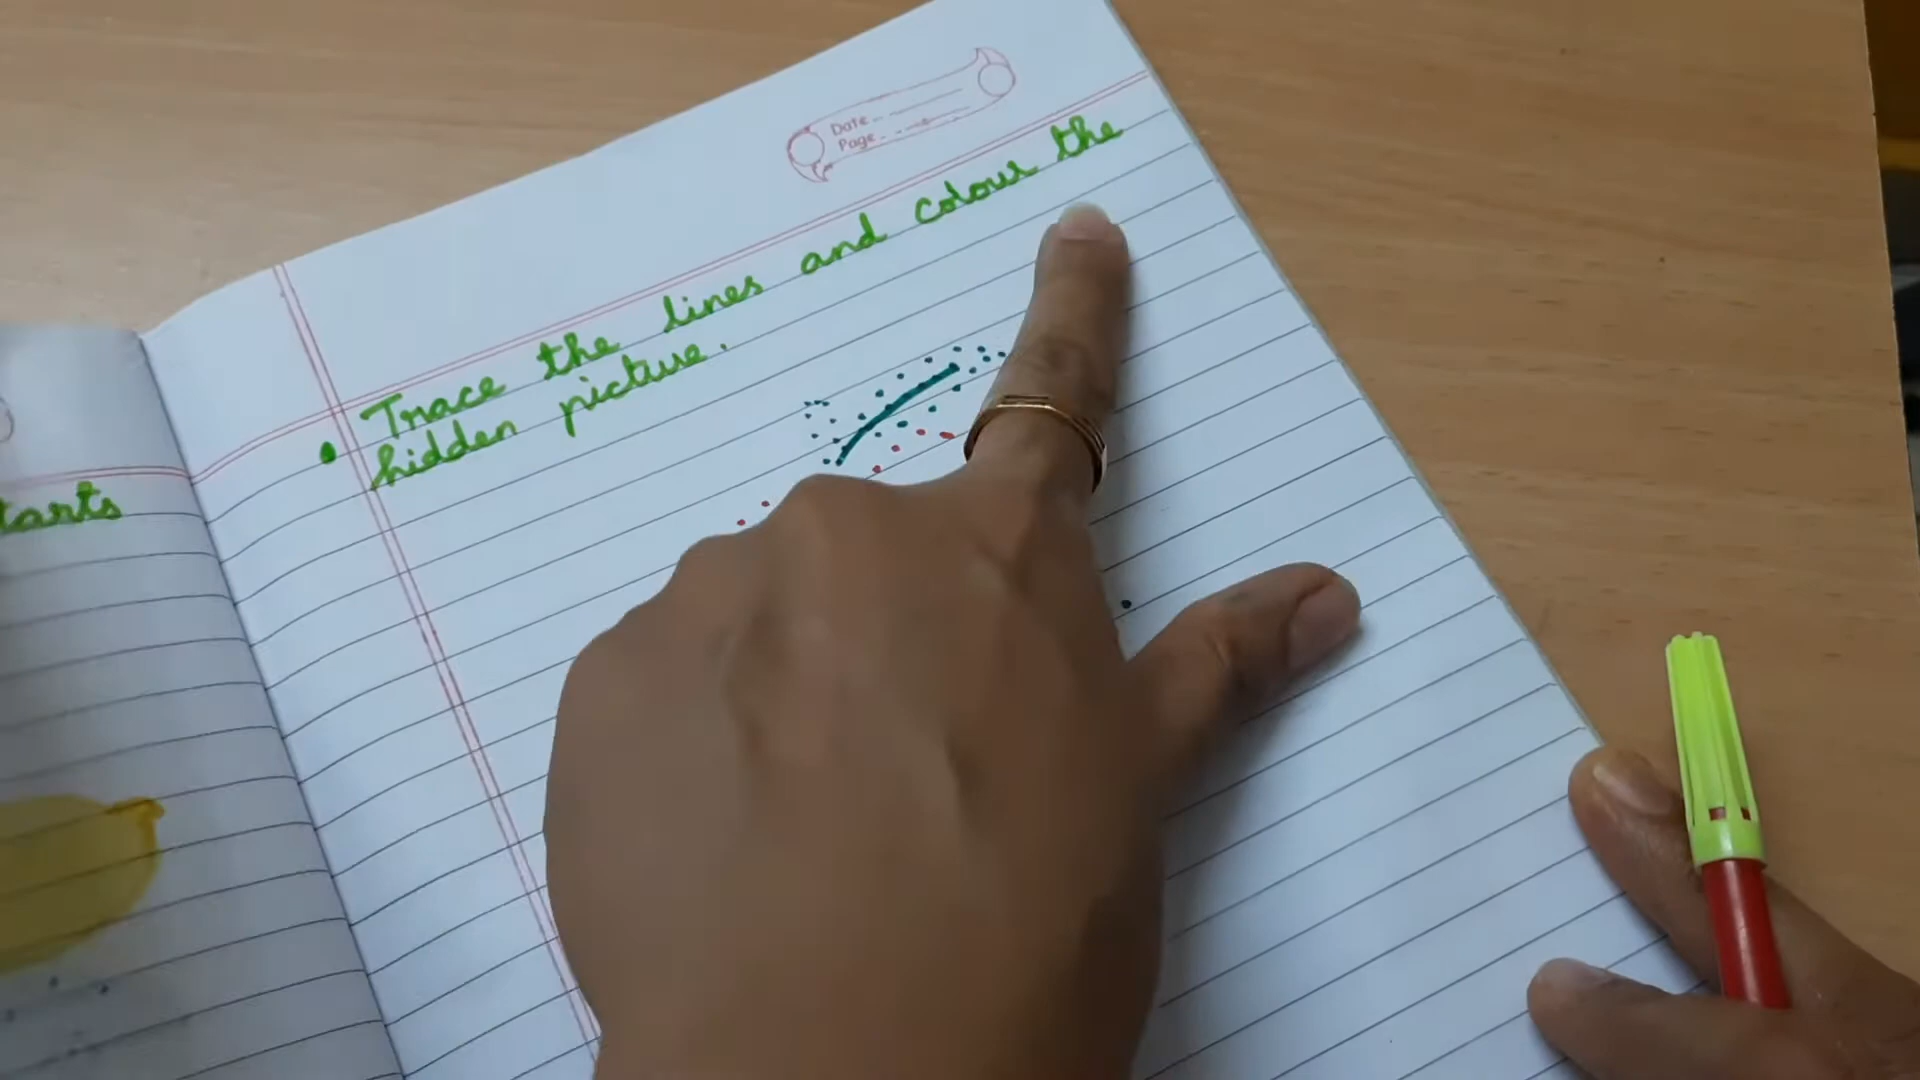 Date
Page
Trace the lines and colour the
hidden picture.
tarts